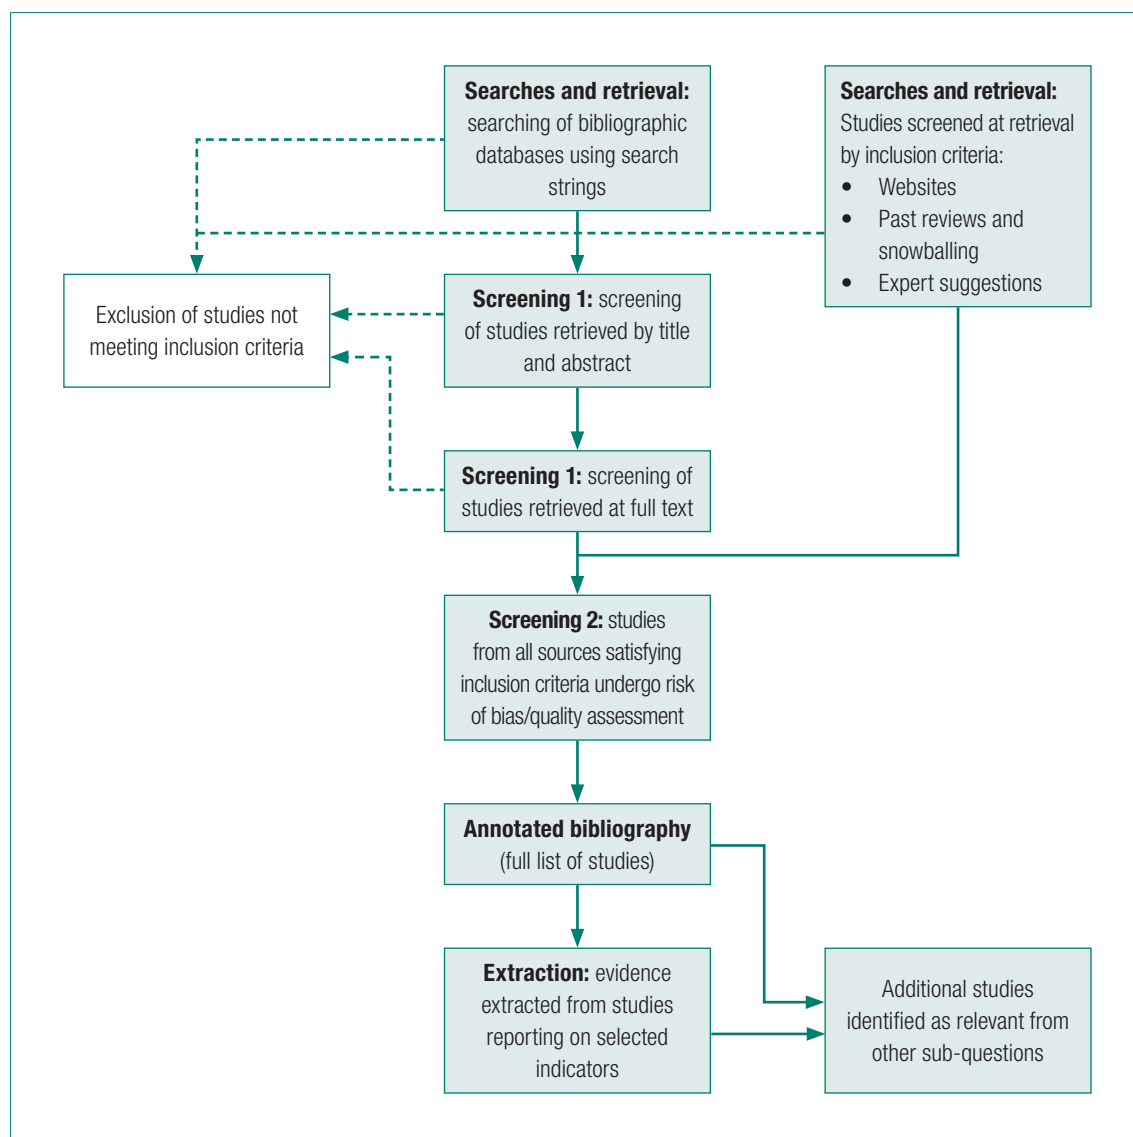 Searches and retrieval:
searching of bibliographic
databases using search
strings
Searches and retrieval:
Studies screened at retrieval
by inclusion criteria:
• Websites
• Past reviews and
snowballing
• Expert suggestions
Exclusion of studies not
meeting inclusion criteria
Screening 1: screening
of studies retrieved by title
and abstract
Screening 1: screening of
studies retrieved at full text
Screening 2: studies
from all sources satisfying
inclusion criteria undergo risk
of bias/quality assessment
Annotated bibliography
(full list of studies)
Extraction: evidence
extracted from studies
reporting on selected
indicators
Additional studies
identified as relevant from
other sub-questions